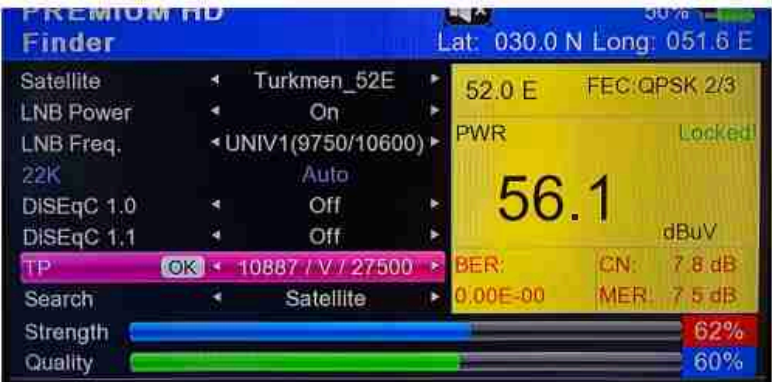 PREMIUM HD 50%
Finder Lat: 030.0 N Long: 051.6 E
Satellite Turkmen_52E
LNB Power On
LNB Freq. UNIV1(9750/10600)
22K Auto
DiSEqC 1.0 Off
DiSEqC 1.1 Off
TP OK 10887 / V / 27500
Search Satellite
Strength 62%
Quality 60%
52.0 E FEC:QPSK 2/3
PWR Locked!
56.1
dBuV
BER: CN: 7.8 dB
0.00E-00 MER: 7.5 dB